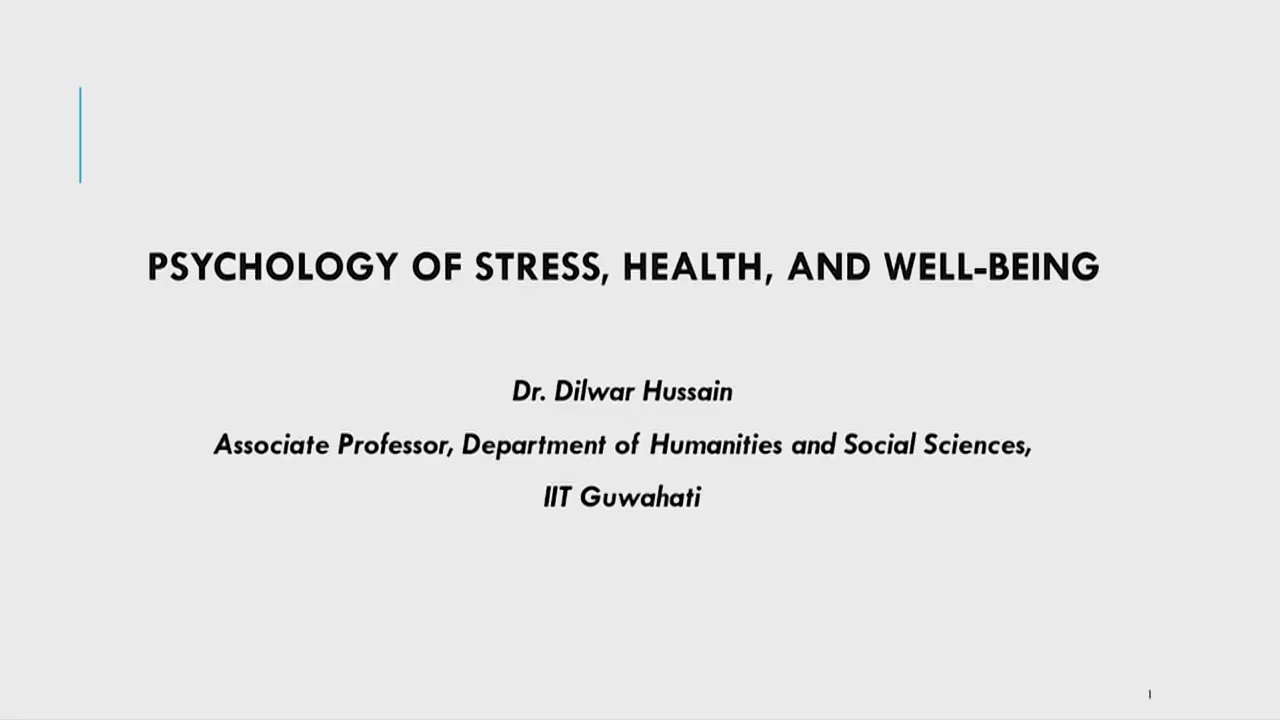 PSYCHOLOGY OF STRESS, HEALTH, AND WELL-BEING
Dr. Dilwar Hussain
Associate Professor, Department of Humanities and Social Sciences,
IIT Guwahati
1